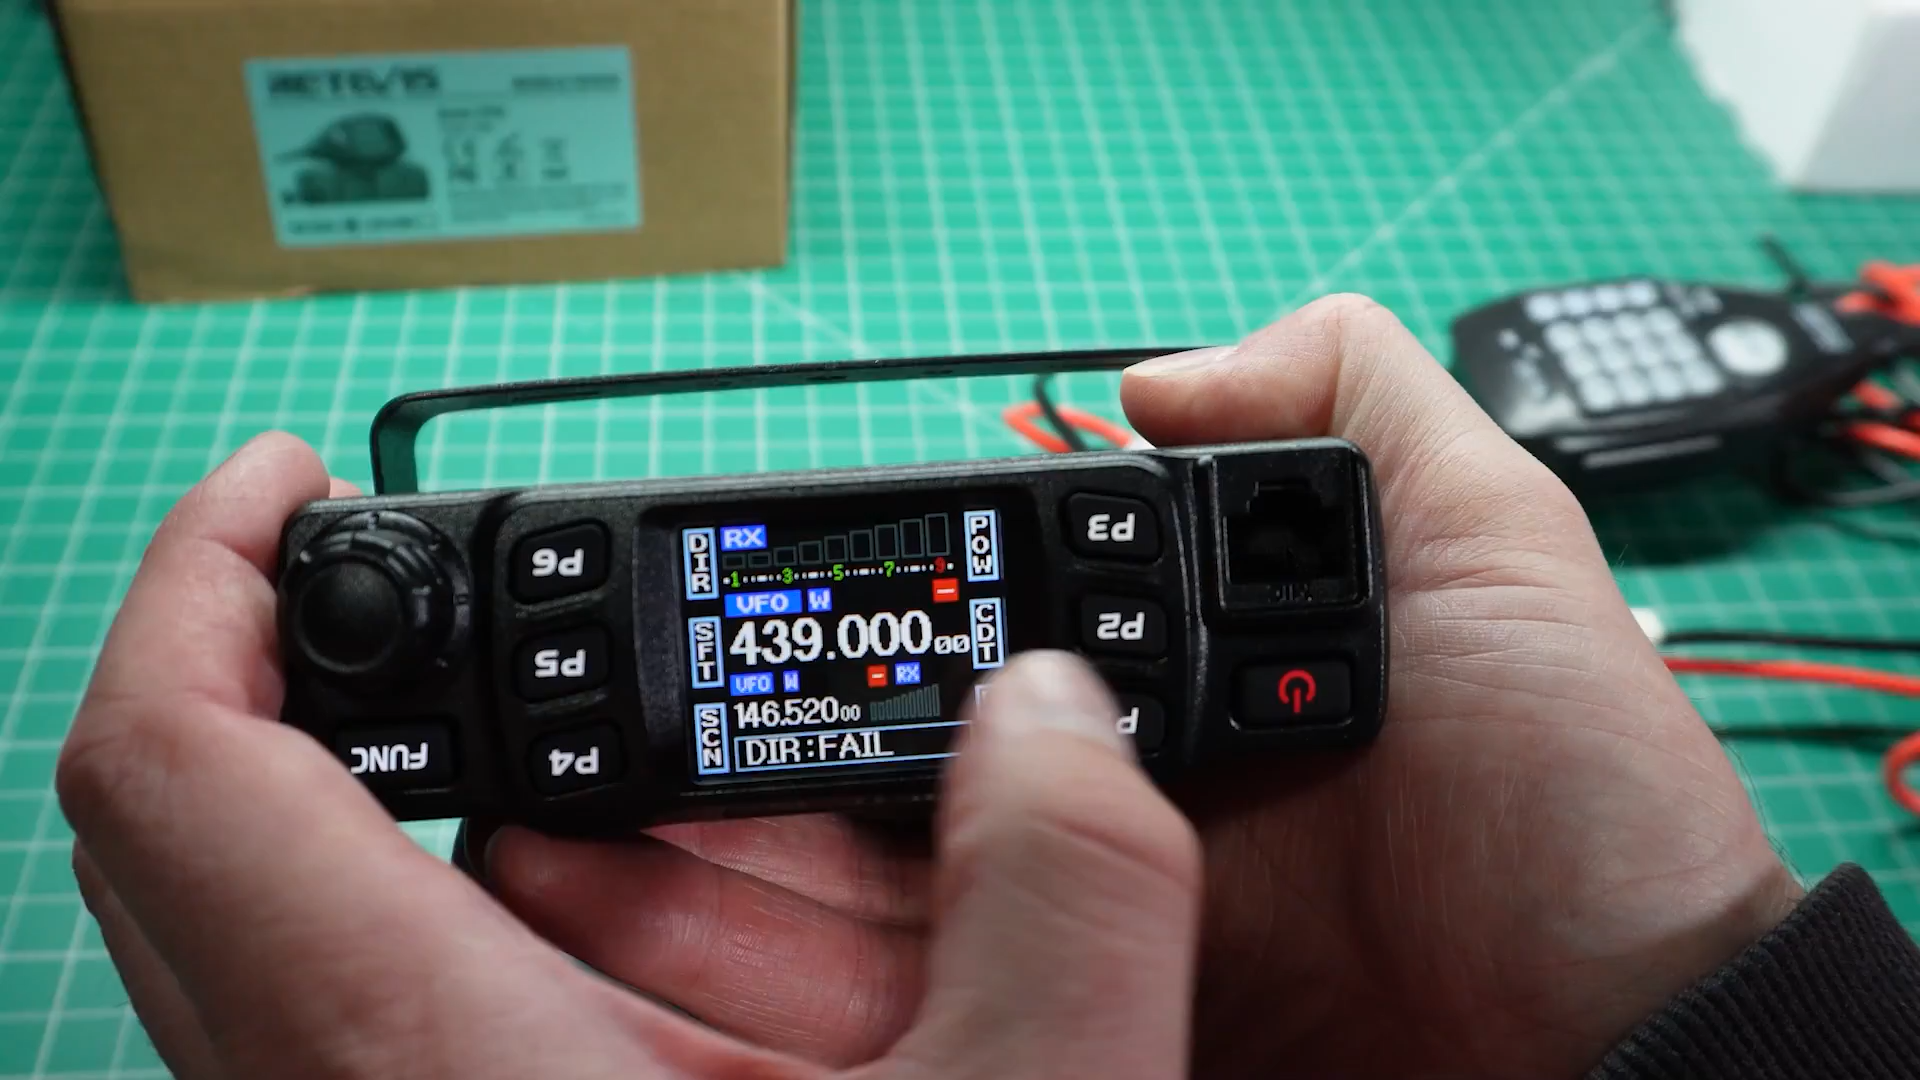 RETEVIS
P6
P5
P4
FUNC
DIR
SFT
SCN
RX
1 3 5 7 9
VFO W
439.00000
VFO W RX
146.52000
DIR:FAIL
POW
CDT
P3
P2
P